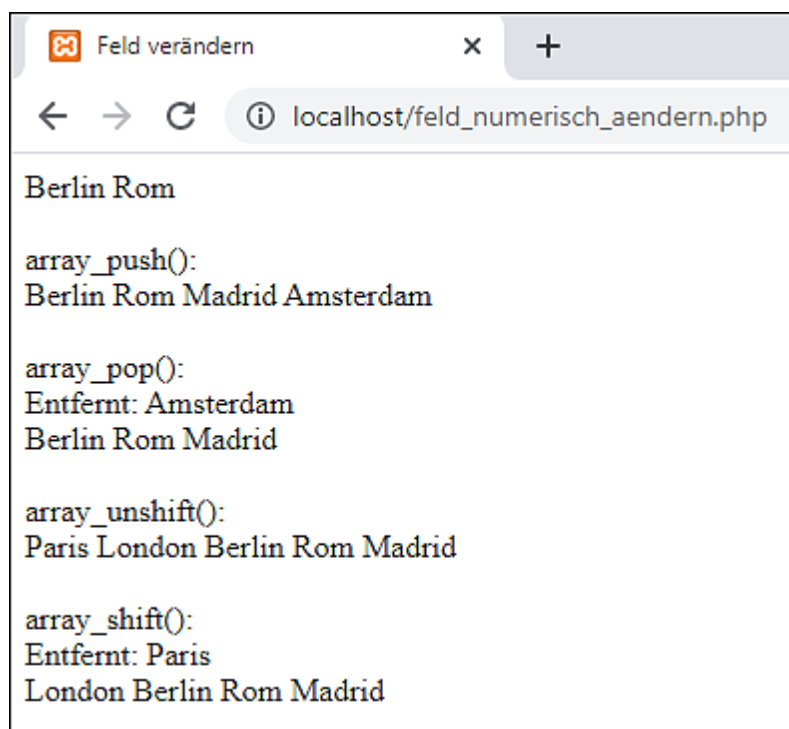 Feld verändern
localhost/feld_numerisch_aendern.php
Berlin Rom
array_push():
Berlin Rom Madrid Amsterdam
array_pop():
Entfernt: Amsterdam
Berlin Rom Madrid
array_unshift():
Paris London Berlin Rom Madrid
array_shift():
Entfernt: Paris
London Berlin Rom Madrid